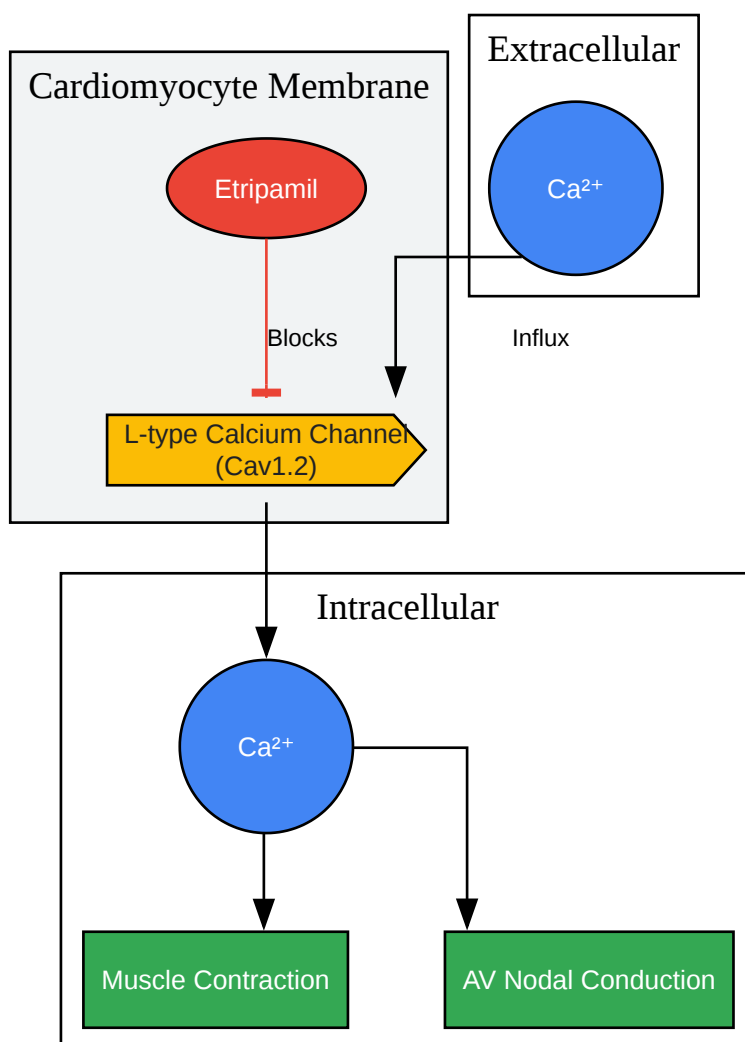 Extracellular
Cardiomyocyte Membrane
Etripamil
Ca²⁺
Blocks
Influx
L-type Calcium Channel
(Cav1.2)
Intracellular
Ca²⁺
Muscle Contraction
AV Nodal Conduction